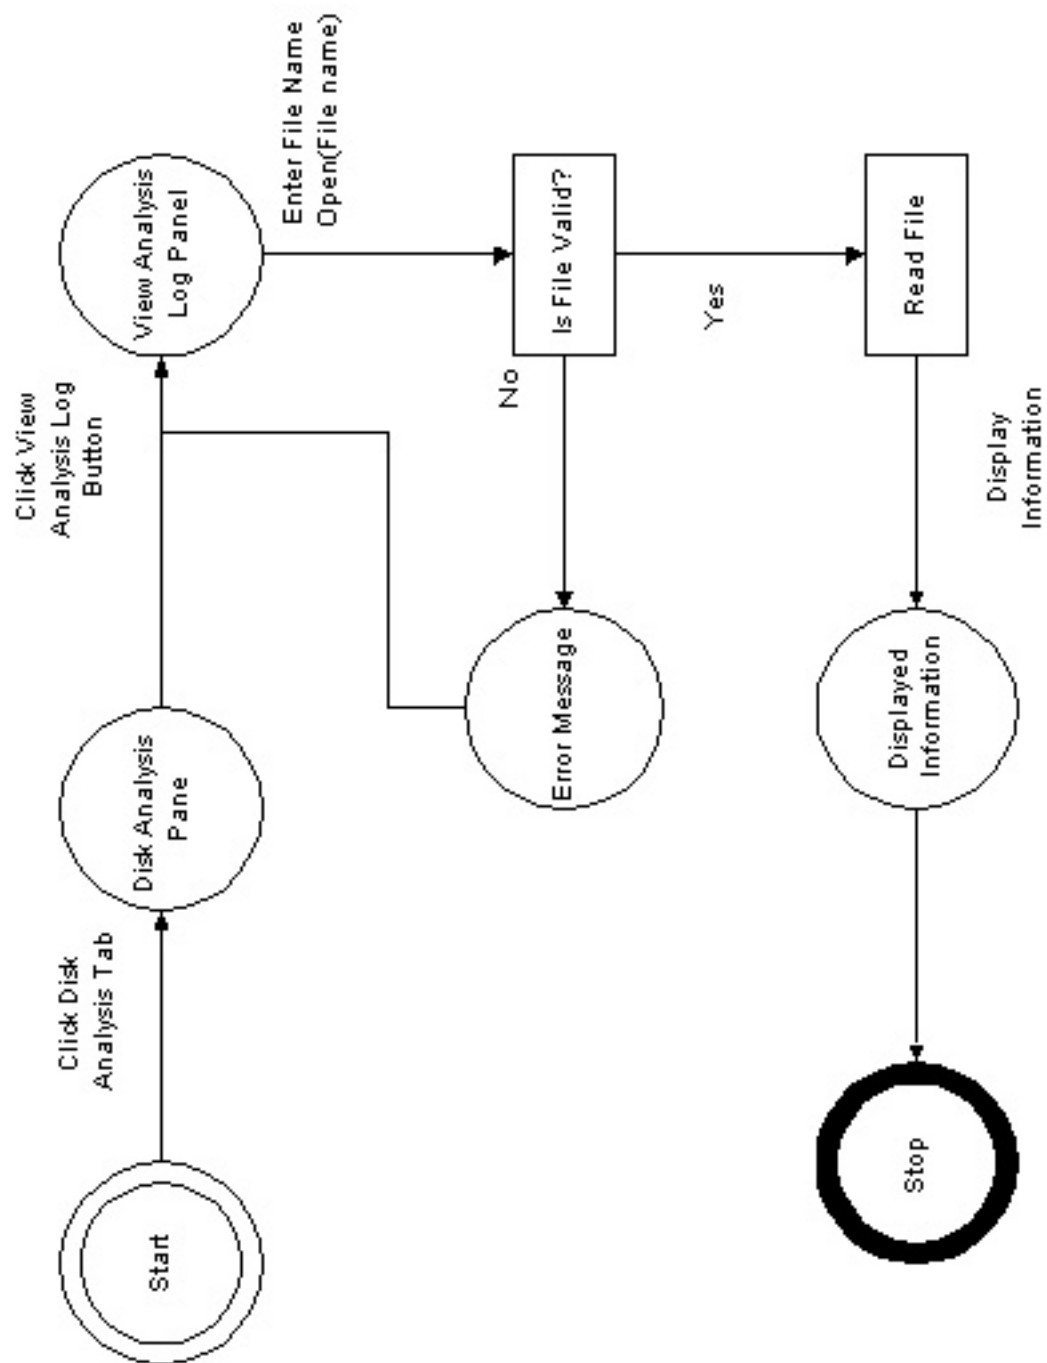 Start
Click Disk
Analysis Tab
Disk Analysis
Pane
Click View
Analysis Log
Button
View Analysis
Log Panel
Enter File Name
Open(File name)
Is File Valid?
No
Error Message
Yes
Read File
Display
Information
Displayed
Information
Stop